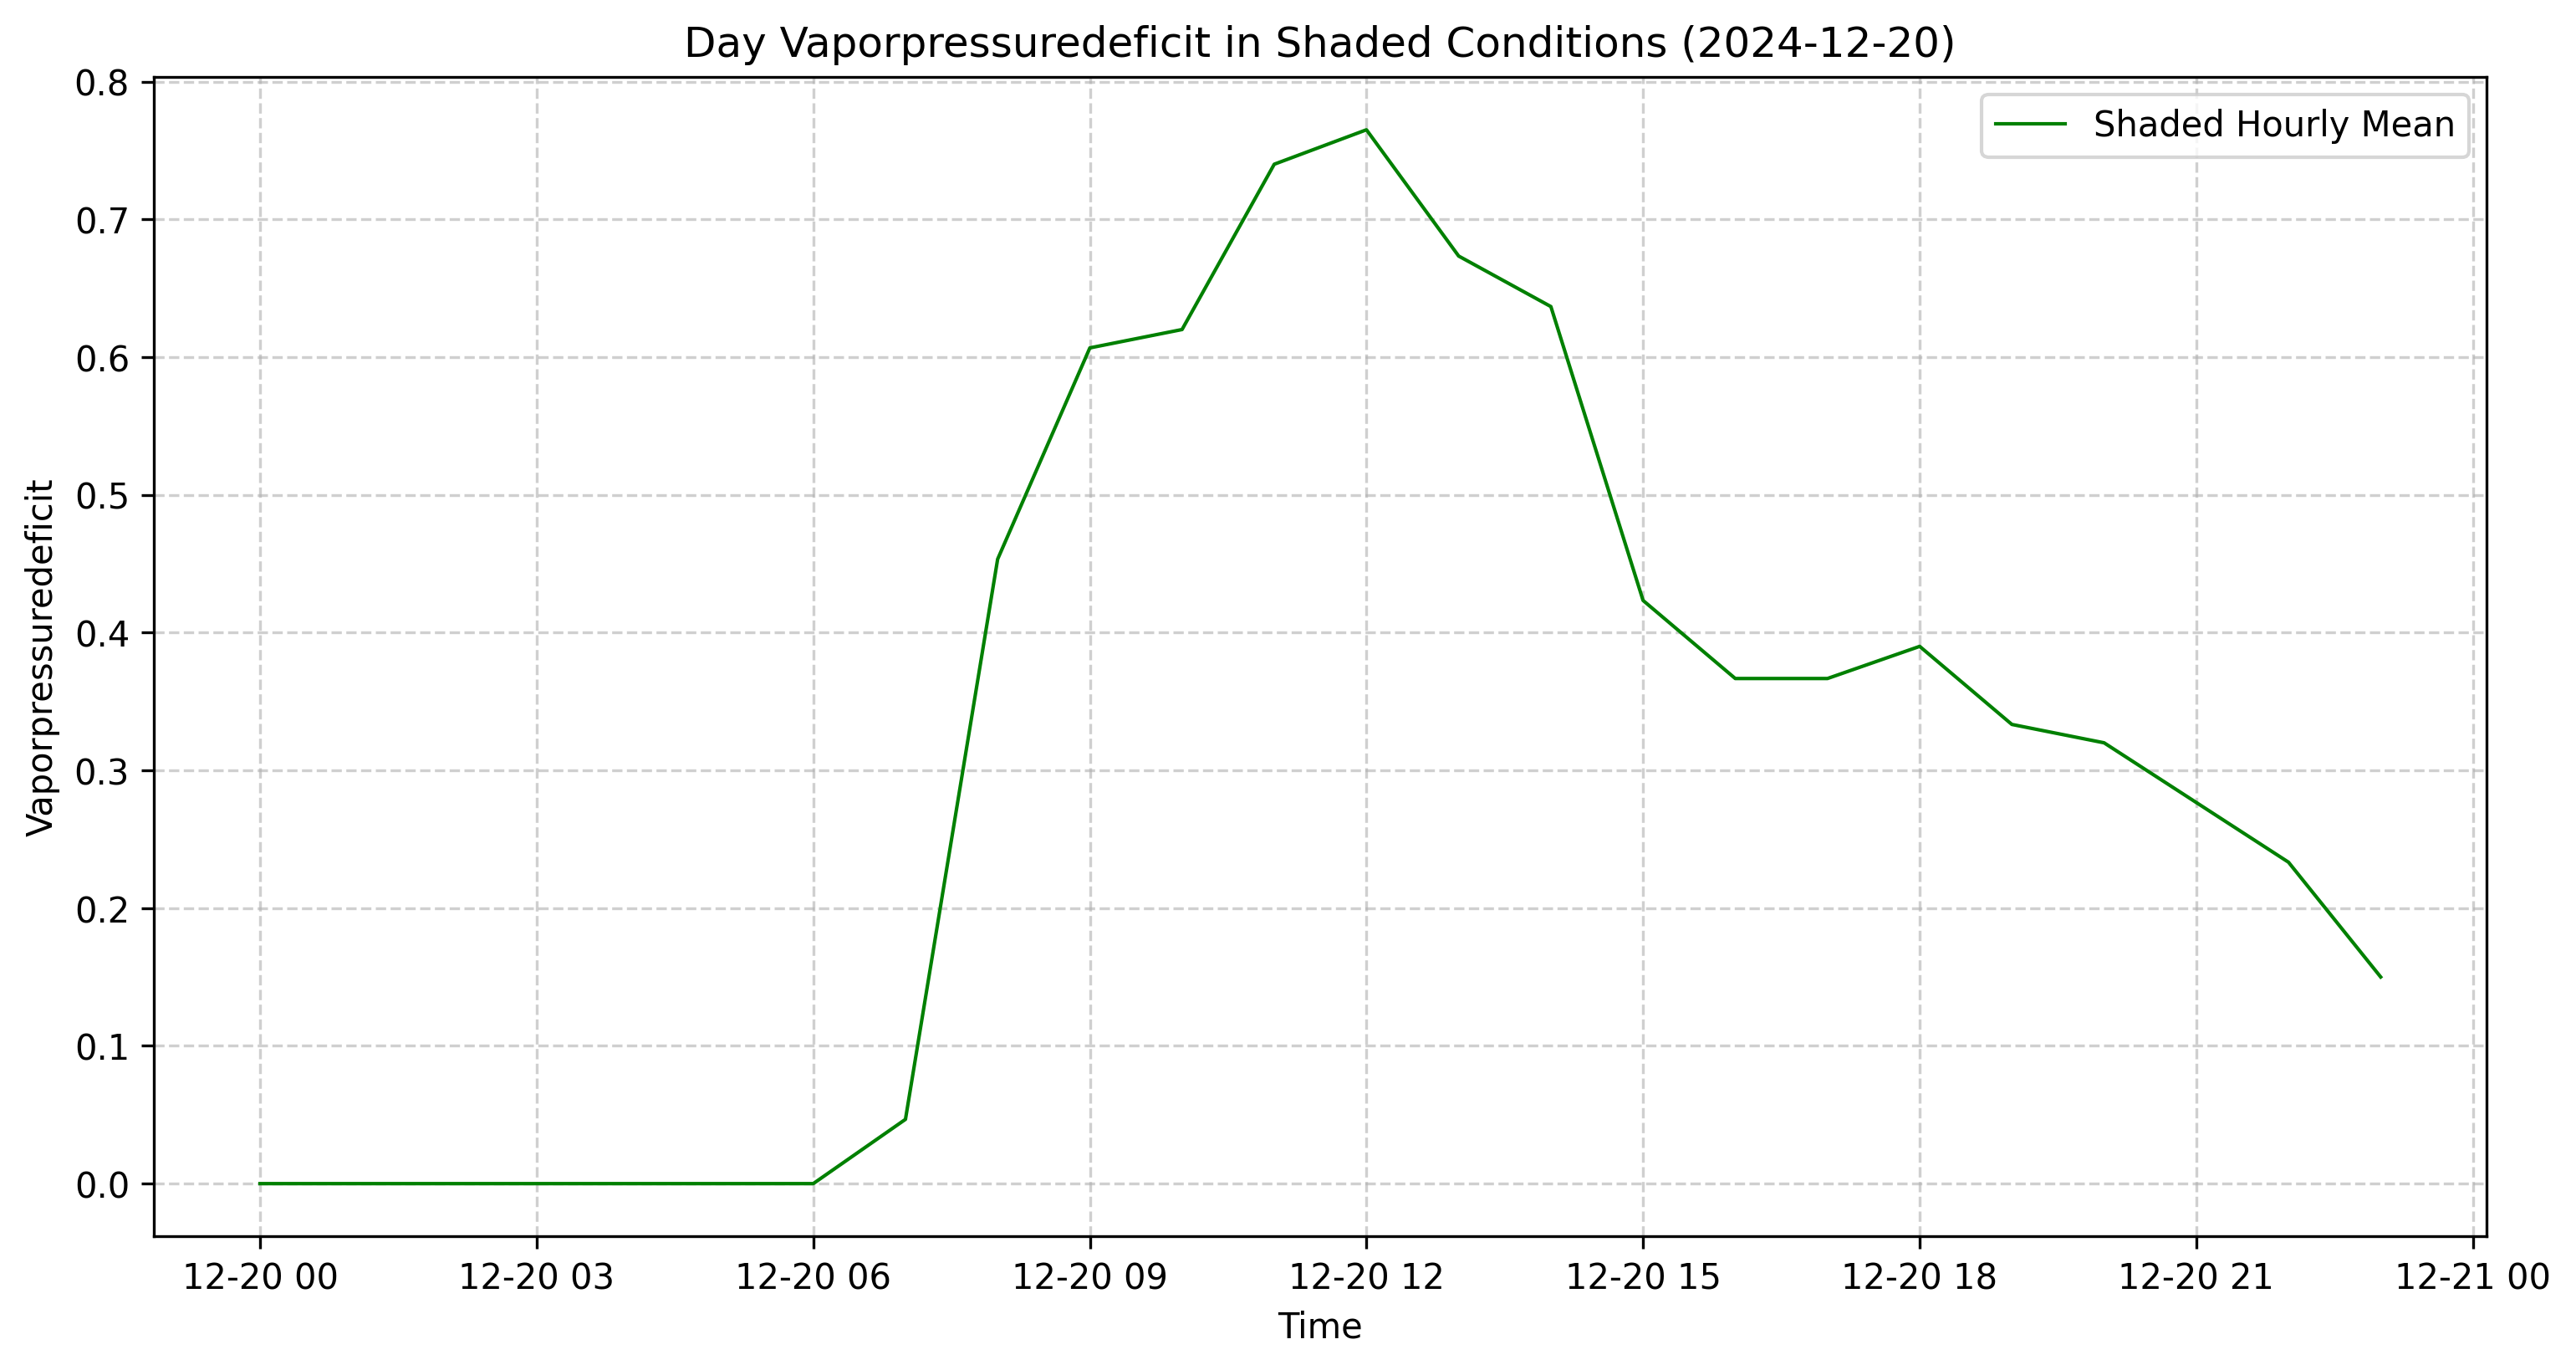 Day Vaporpressuredeficit in Shaded Conditions (2024-12-20)
Shaded Hourly Mean
Vaporpressuredeficit
0.8
0.7
0.6
0.5
0.4
0.3
0.2
0.1
0.0
12-20 00 12-20 03 12-20 06 12-20 09 12-20 12 12-20 15 12-20 18 12-20 21 12-21 00
Time